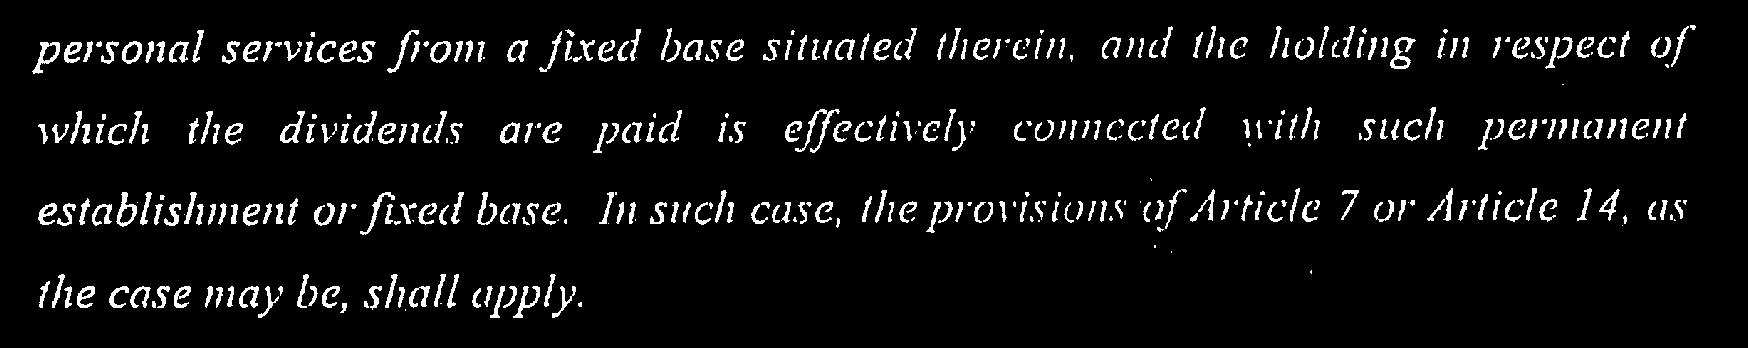 personal services from a fixed base situated therein, and the holding in respect of
which the dividends are paid is effectively connected with such permanent
establishment or fixed base. In such case, the provisions of Article 7 or Article 14, as
the case may be, shall apply.